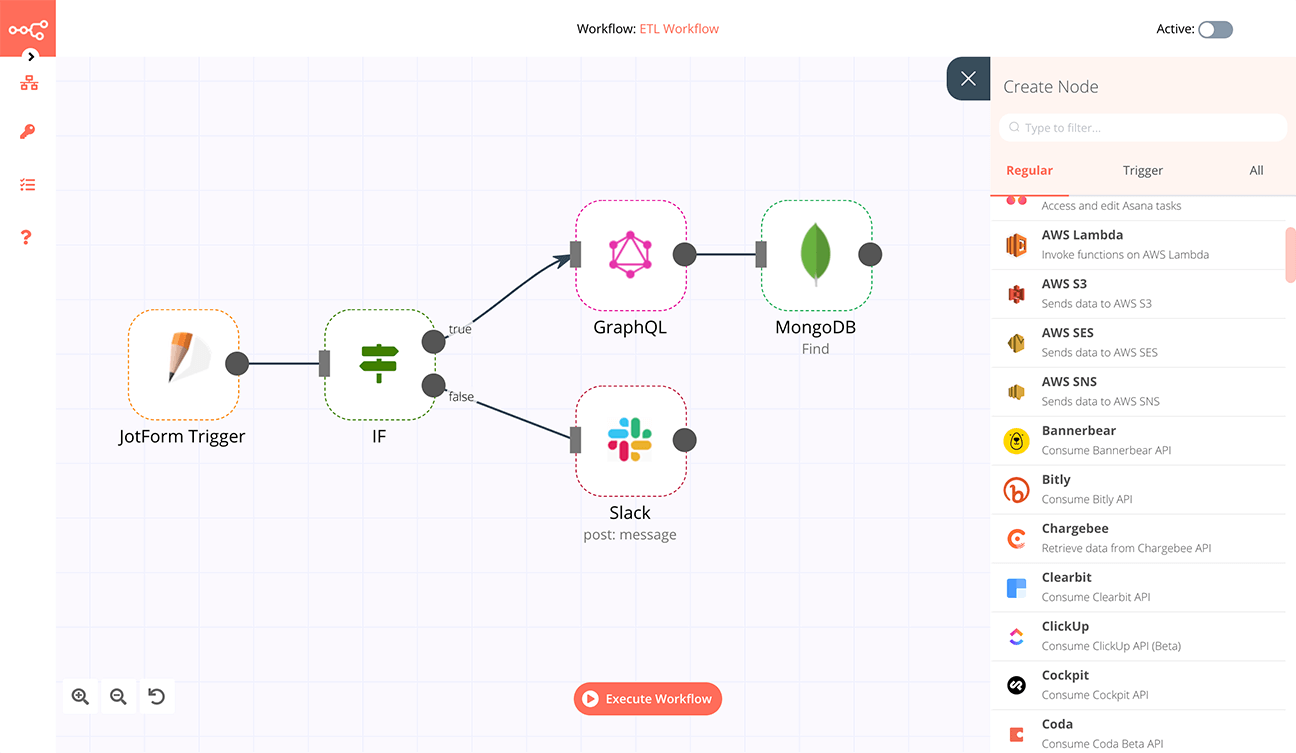 Workflow: ETL Workflow
Active:
Create Node
Type to filter...
Regular Trigger All
Access and edit Asana tasks
AWS Lambda
Invoke functions on AWS Lambda
AWS S3
Sends data to AWS S3
AWS SES
Sends data to AWS SES
AWS SNS
Sends data to AWS SNS
Bannerbear
Consume Bannerbear API
Bitly
Consume Bitly API
Chargebee
Retrieve data from Chargebee API
Clearbit
Consume Clearbit API
ClickUp
Consume ClickUp API (Beta)
Cockpit
Consume Cockpit API
Coda
Consume Coda Beta API
JotForm Trigger
IF
true
false
GraphQL
MongoDB
Find
Slack
post: message
Execute Workflow